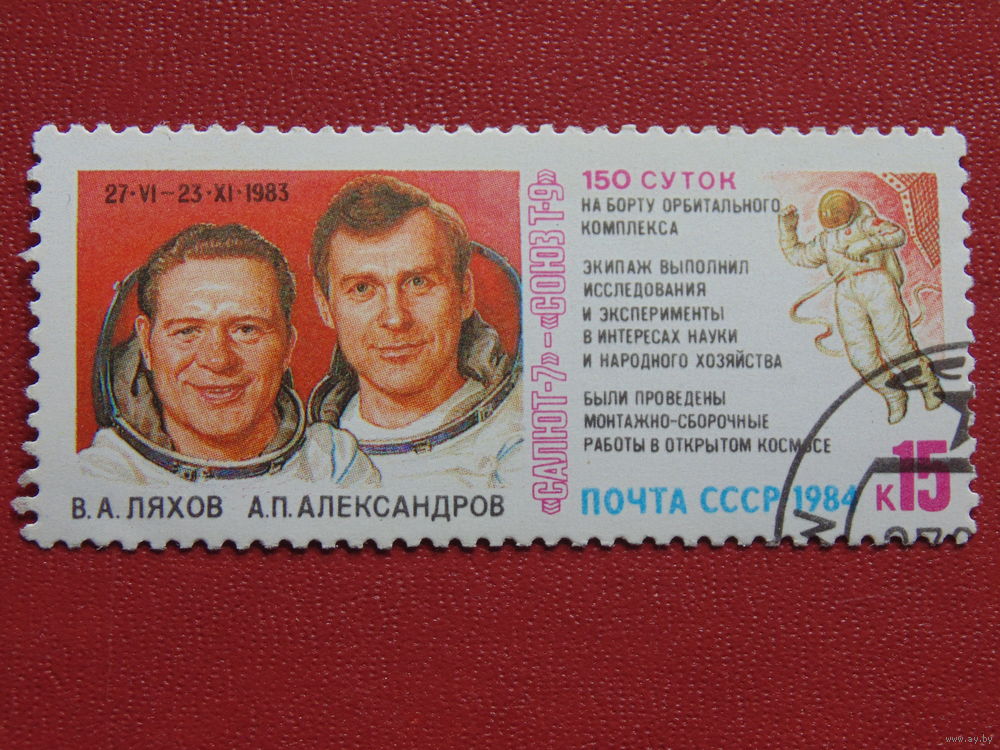 27·VI–23·XI·1983
В.А.ЛЯХОВ А.П.АЛЕКСАНДРОВ
«САЛЮТ-7»–«СОЮЗ Т-9»
150 СУТОК
НА БОРТУ ОРБИТАЛЬНОГО
КОМПЛЕКСА
ЭКИПАЖ ВЫПОЛНИЛ
ИССЛЕДОВАНИЯ
И ЭКСПЕРИМЕНТЫ
В ИНТЕРЕСАХ НАУКИ
И НАРОДНОГО ХОЗЯЙСТВА
БЫЛИ ПРОВЕДЕНЫ
МОНТАЖНО-СБОРОЧНЫЕ
РАБОТЫ В ОТКРЫТОМ КОСМОСЕ
ПОЧТА СССР 1984
К15
www.ay.by